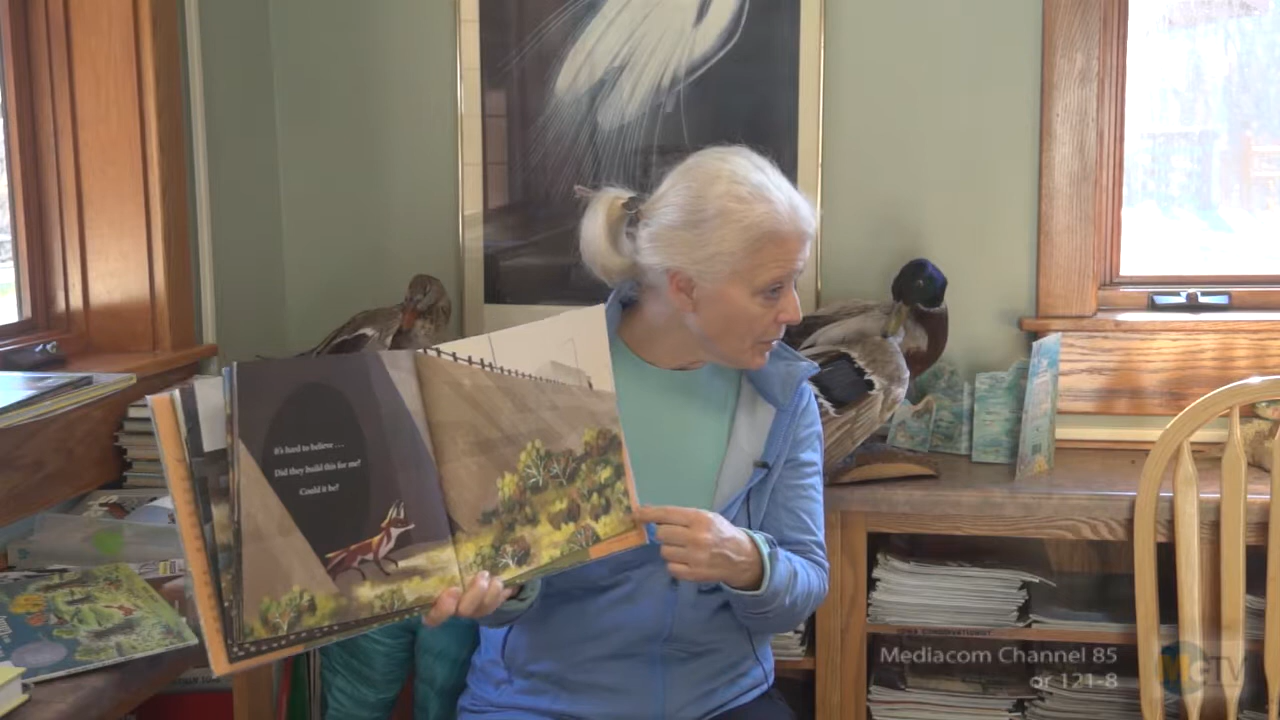 It's hard to believe . . .
Did they build this for me?
Could it be?
Mediacom Channel 85
or 121-8
MCTV